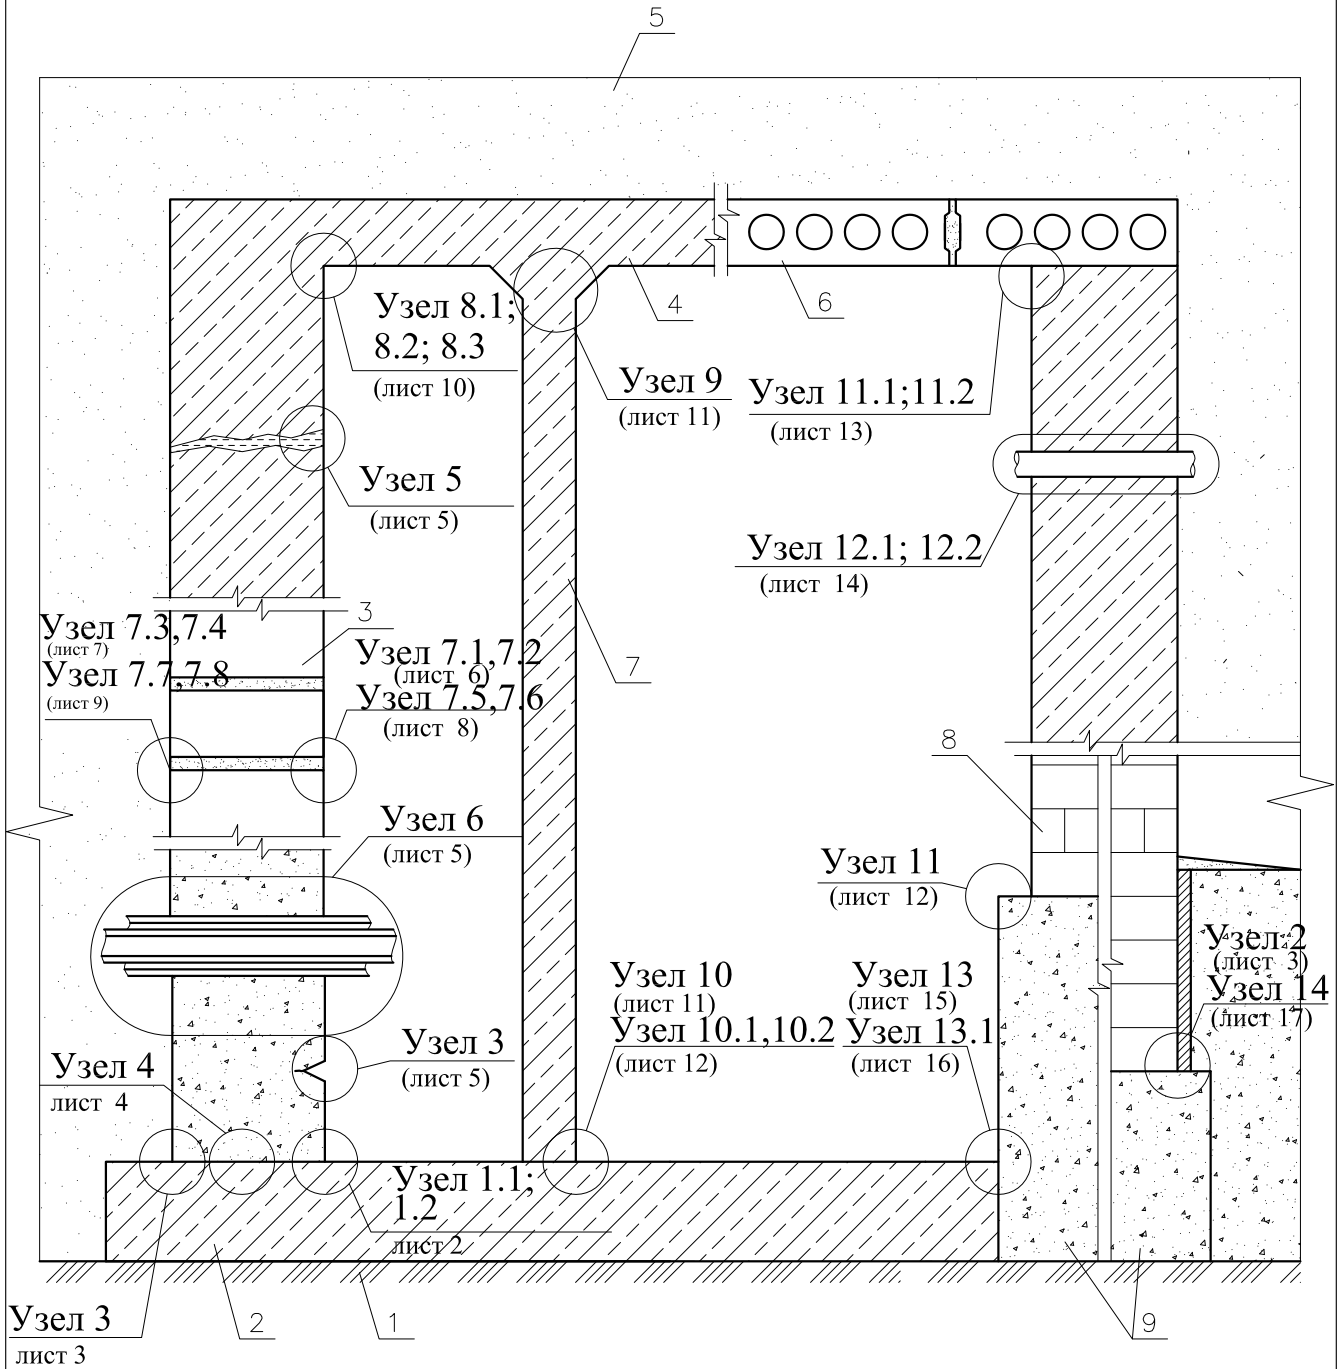 5
4
6
Узел 8.1;
8.2; 8.3
(лист 10)
Узел 9
(лист 11)
Узел 11.1;11.2
(лист 13)
Узел 5
(лист 5)
Узел 12.1; 12.2
(лист 14)
3
Узел 7.3,7.4
(лист 7)
Узел 7.7,7.8
(лист 9)
Узел 7.1,7.2
(лист 6)
Узел 7.5,7.6
(лист 8)
7
8
Узел 6
(лист 5)
Узел 11
(лист 12)
Узел 2
(лист 3)
Узел 14
(лист 17)
Узел 10
(лист 11)
Узел 10.1,10.2
(лист 12)
Узел 13
(лист 15)
Узел 13.1
(лист 16)
Узел 3
(лист 5)
Узел 4
лист 4
Узел 1.1;
1.2
лист 2
Узел 3
лист 3
2
1
9